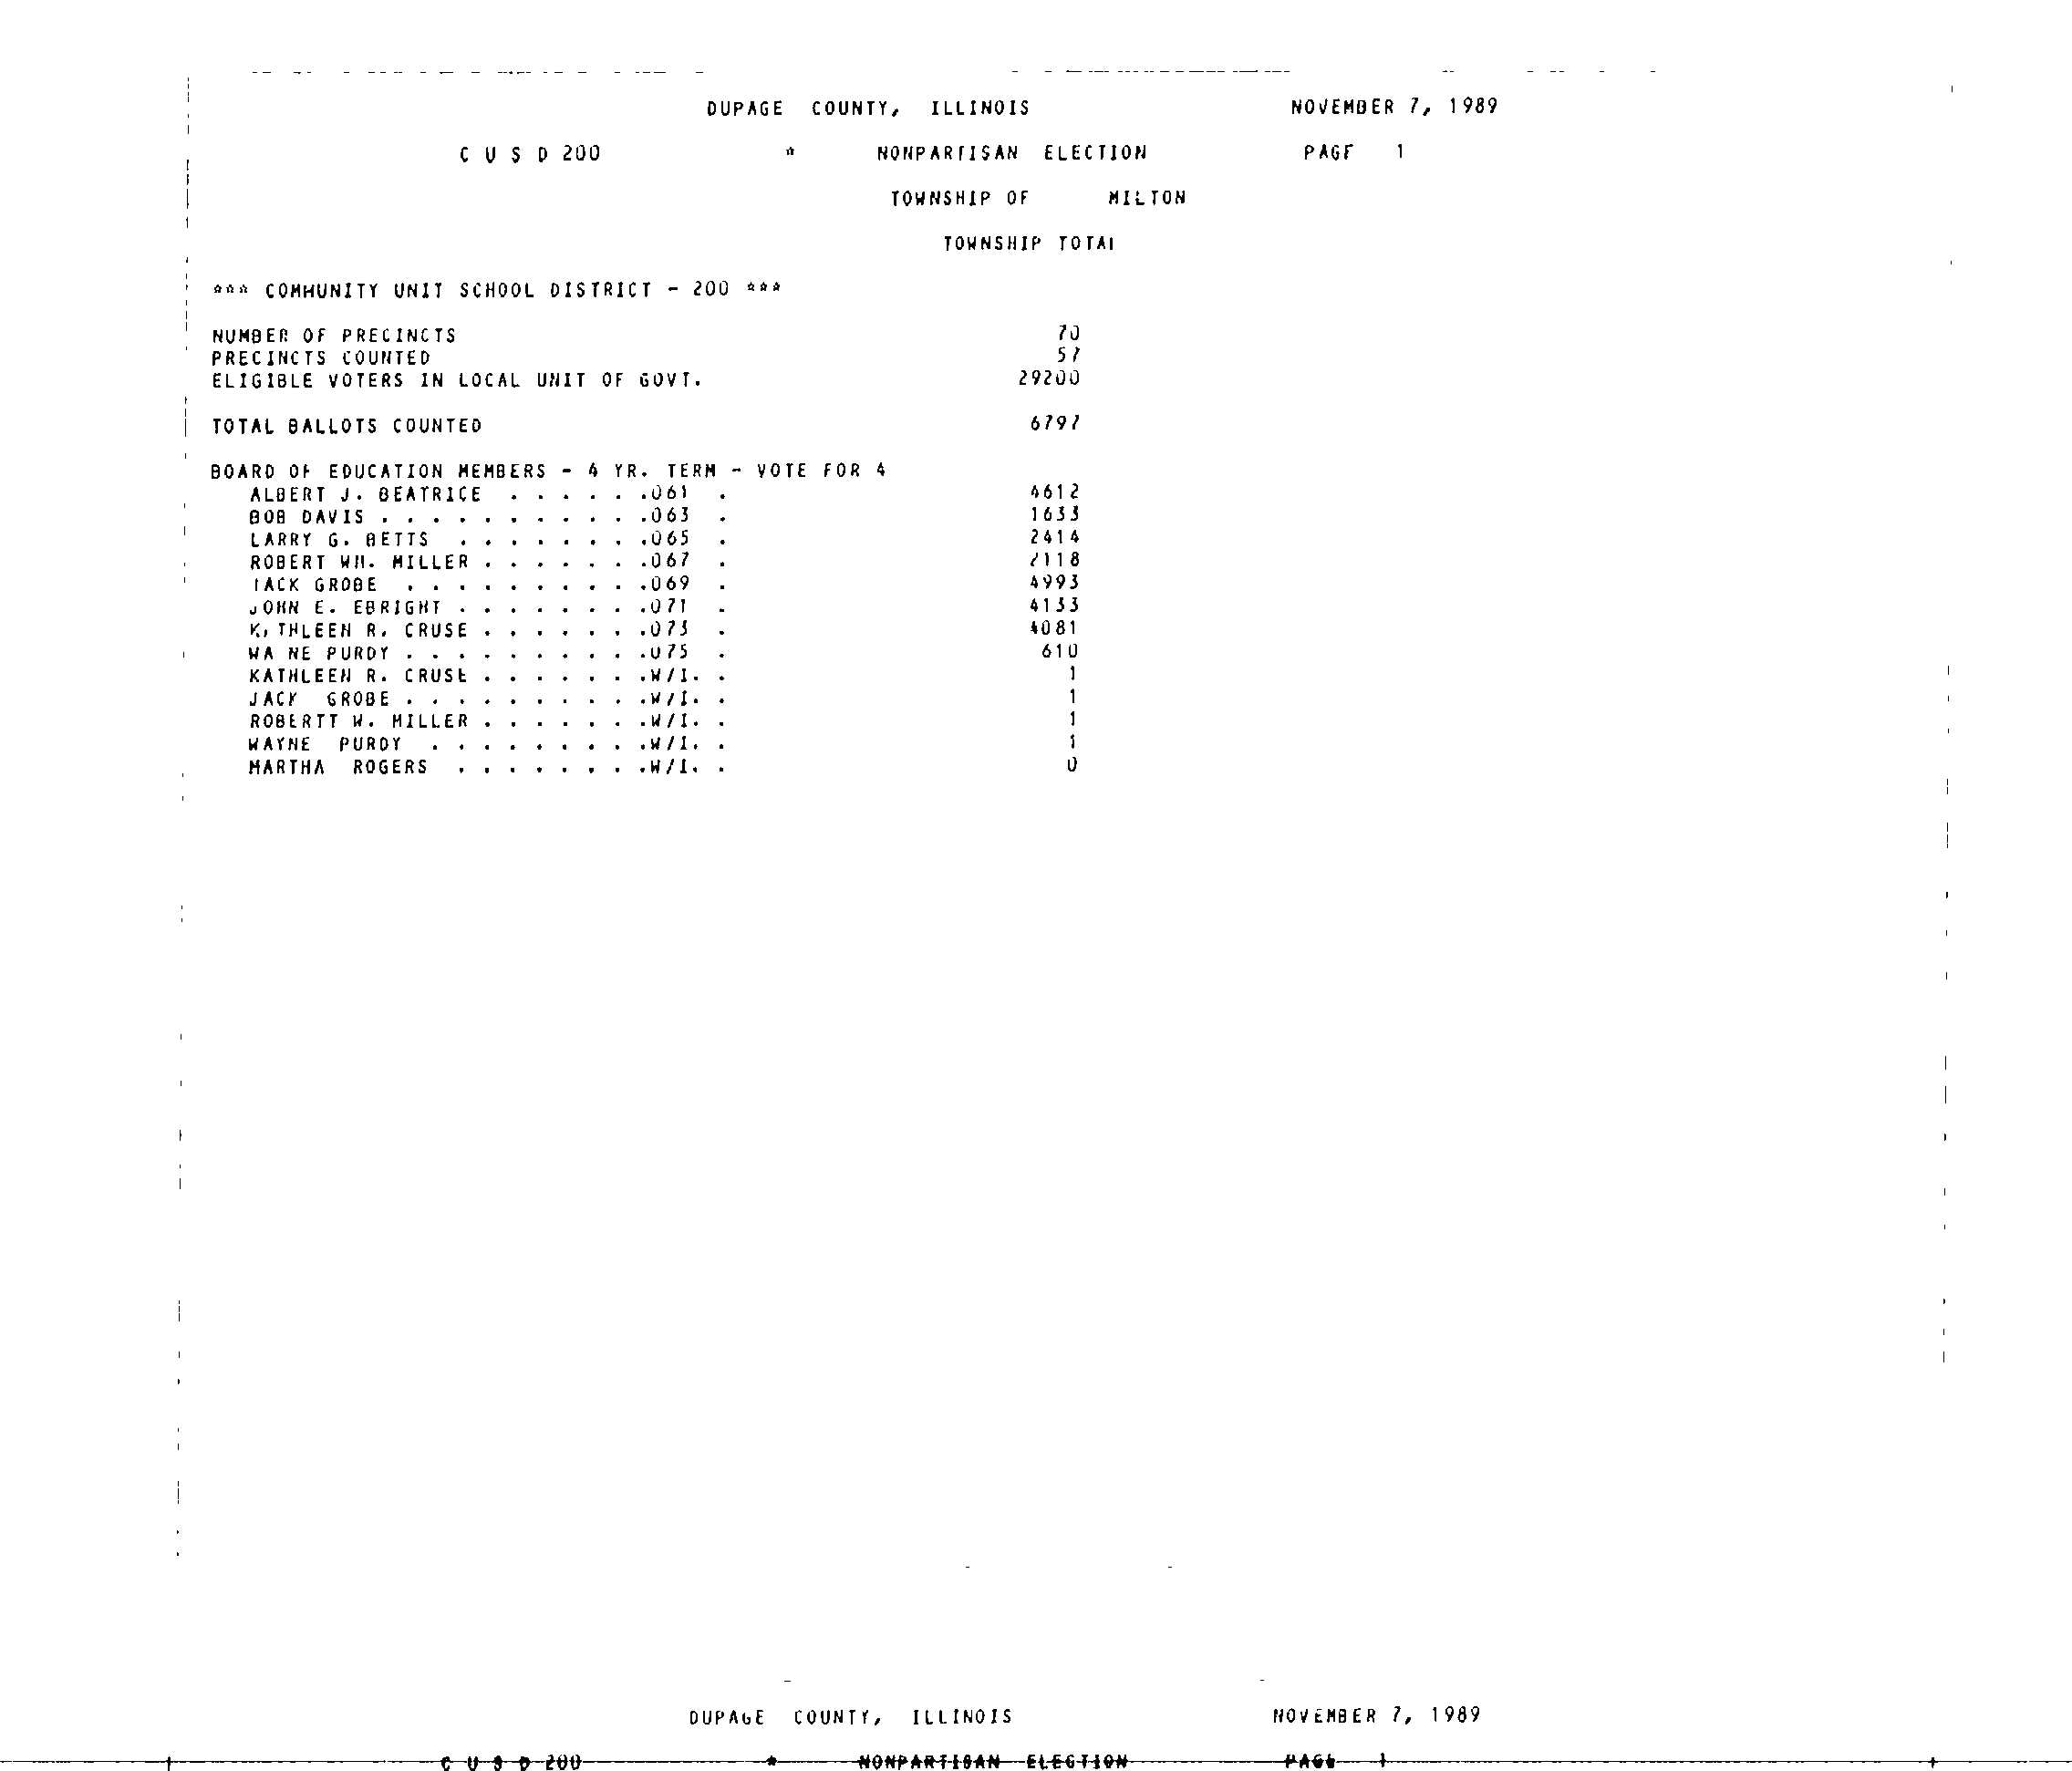 DUPAGE COUNTY, ILLINOIS NOVEMBER 7, 1989
C U S D 200 * NONPARTISAN ELECTION PAGE 1
TOWNSHIP OF MILTON
TOWNSHIP TOTAL
*** COMMUNITY UNIT SCHOOL DISTRICT - 200 ***
NUMBER OF PRECINCTS 70
PRECINCTS COUNTED 57
ELIGIBLE VOTERS IN LOCAL UNIT OF GOVT. 29200
TOTAL BALLOTS COUNTED 6797
BOARD OF EDUCATION MEMBERS - 4 YR. TERM - VOTE FOR 4
ALBERT J. BEATRICE . . . . . .061 . 4612
BOB DAVIS . . . . . . . . . . .063 . 1633
LARRY G. BETTS . . . . . . . .065 . 2414
ROBERT WM. MILLER . . . . . . .067 . 2118
JACK GROBE . . . . . . . . . .069 . 4993
JOHN E. EBRIGHT . . . . . . . .071 . 4133
K THLEEN R. CRUSE . . . . . . .073 . 4081
WA NE PURDY . . . . . . . . . .075 . 610
KATHLEEN R. CRUSE . . . . . . .W/I. . 1
JACK GROBE . . . . . . . . . .W/I. . 1
ROBERTT W. MILLER . . . . . . .W/I. . 1
WAYNE PURDY . . . . . . . . .W/I. . 1
MARTHA ROGERS . . . . . . . .W/I. . 0
DUPAGE COUNTY, ILLINOIS NOVEMBER 7, 1989
C U S D 200 * NONPARTISAN ELECTION PAGE 1